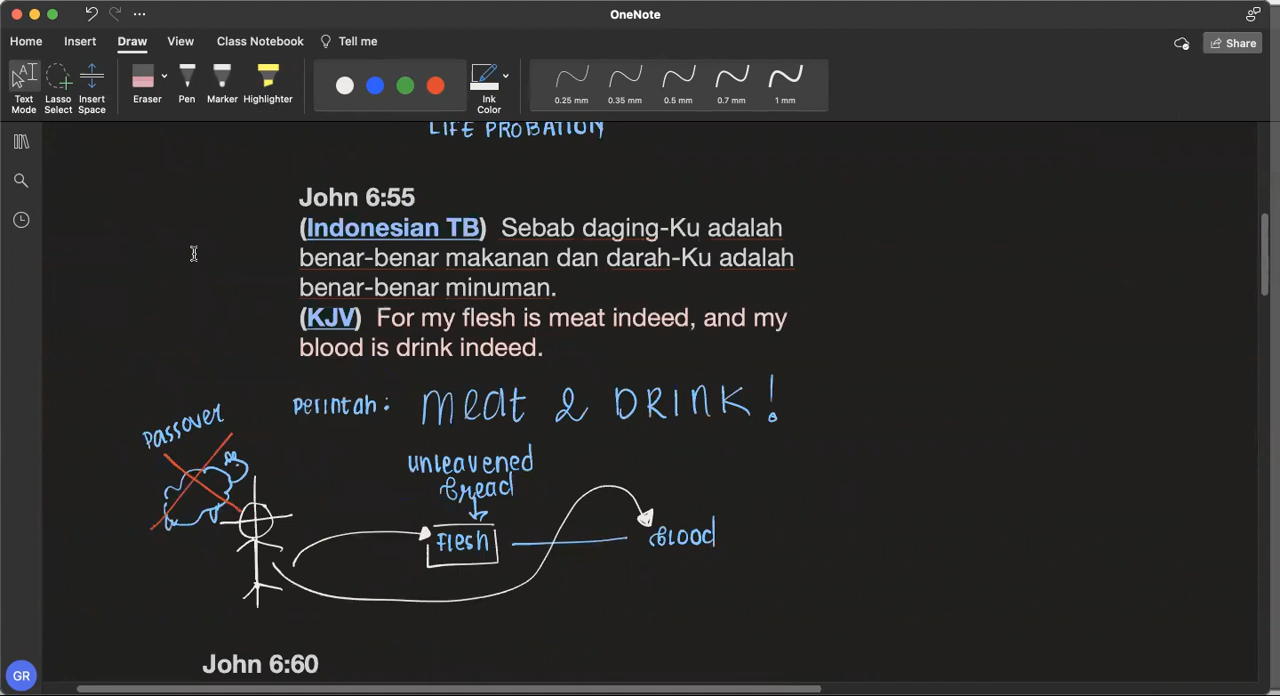 OneNote
Home Insert Draw View Class Notebook Tell me
Share
Text Mode
Lasso Select
Insert Space
Eraser
Pen
Marker
Highlighter
Ink Color
0.25 mm 0.35 mm 0.5 mm 0.7 mm 1 mm
LIFE PROBATION
John 6:55
(Indonesian TB) Sebab daging-Ku adalah
benar-benar makanan dan darah-Ku adalah
benar-benar minuman.
(KJV) For my flesh is meat indeed, and my
blood is drink indeed.
Perintah: Meat & DRINK!
Passover
unleavened
Bread
Flesh
Blood
John 6:60
GR